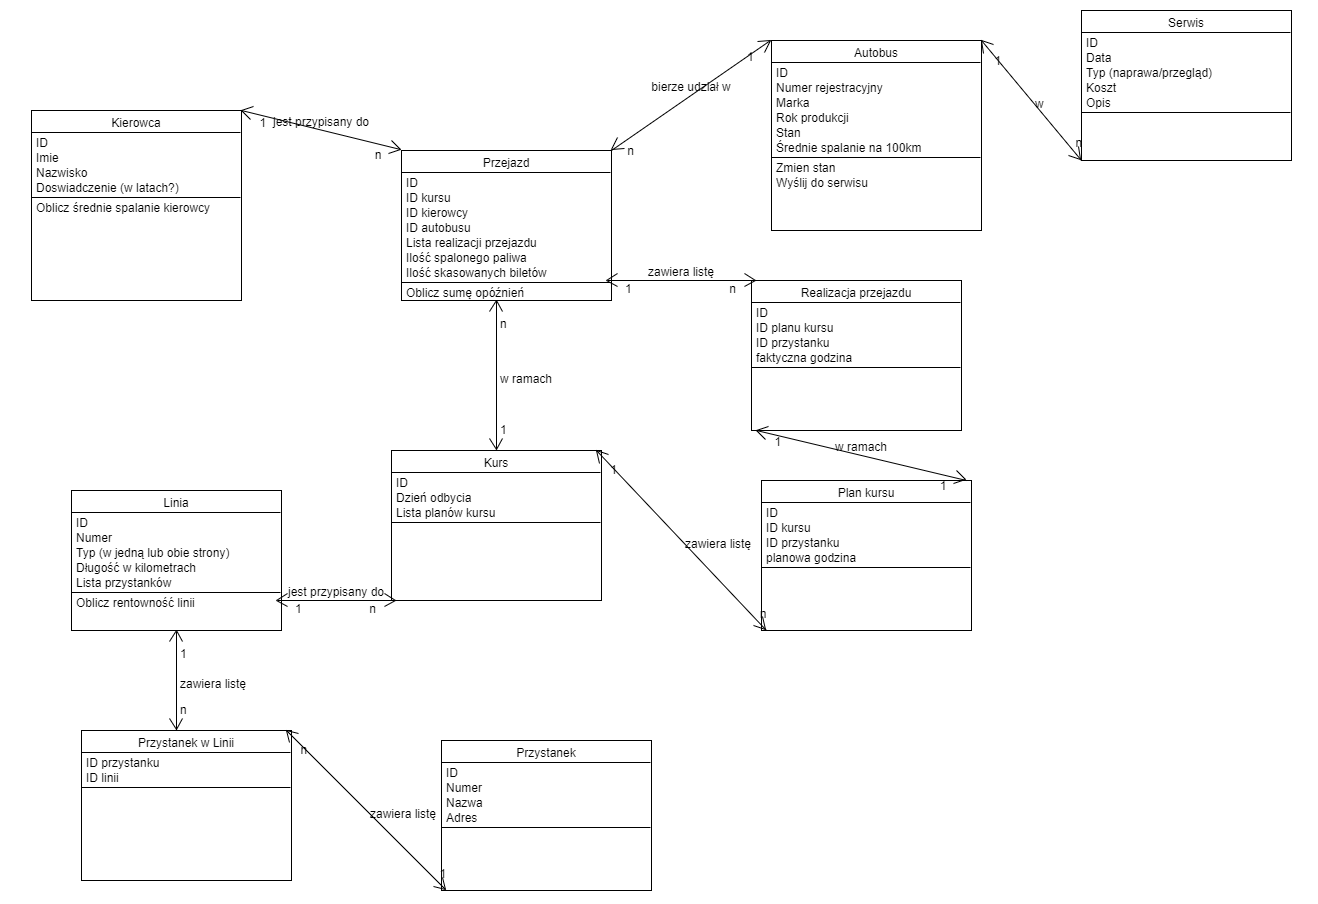 Serwis
ID
Data
Typ (naprawa/przegląd)
Koszt
Opis
Autobus
ID
Numer rejestracyjny
Marka
Rok produkcji
Stan
Średnie spalanie na 100km
Zmien stan
Wyślij do serwisu
1
w
n
1
bierze udział w
n
Kierowca
ID
Imie
Nazwisko
Doswiadczenie (w latach?)
Oblicz średnie spalanie kierowcy
1
jest przypisany do
n
Przejazd
ID
ID kursu
ID kierowcy
ID autobusu
Lista realizacji przejazdu
Ilość spalonego paliwa
Ilość skasowanych biletów
Oblicz sumę opóźnień
zawiera listę
1
n
Realizacja przejazdu
ID
ID planu kursu
ID przystanku
faktyczna godzina
n
w ramach
1
1
w ramach
1
Kurs
ID
Dzień odbycia
Lista planów kursu
1
zawiera listę
n
Plan kursu
ID
ID kursu
ID przystanku
planowa godzina
Linia
ID
Numer
Typ (w jedną lub obie strony)
Długość w kilometrach
Lista przystanków
Oblicz rentowność linii
jest przypisany do
1
n
1
zawiera listę
n
Przystanek w Linii
ID przystanku
ID linii
n
zawiera listę
1
Przystanek
ID
Numer
Nazwa
Adres